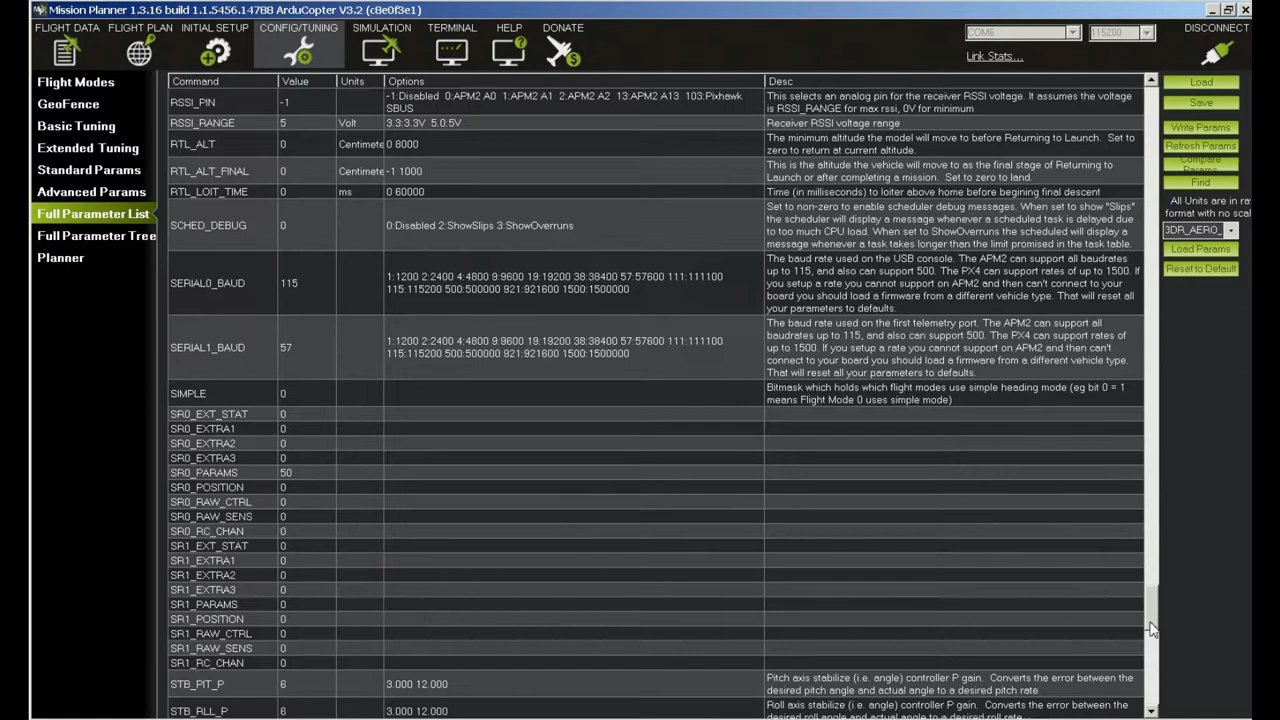 Mission Planner 1.3.16 build 1.1.5456.14788 ArduCopter V3.2 (c8e0f3e1)
FLIGHT DATA FLIGHT PLAN INITIAL SETUP CONFIG/TUNING SIMULATION TERMINAL HELP DONATE
COM6 115200 DISCONNECT
Link Stats...
Flight Modes
GeoFence
Basic Tuning
Extended Tuning
Standard Params
Advanced Params
Full Parameter List
Full Parameter Tree
Planner
Command Value Units Options Desc
RSSI_PIN -1 -1:Disabled 0:APM2 A0 1:APM2 A1 2:APM2 A2 13:APM2 A13 103:Pixhawk
SBUS
This selects an analog pin for the receiver RSSI voltage. It assumes the voltage
is RSSI_RANGE for max rssi, 0V for minimum
RSSI_RANGE 5 Volt 3.3:3.3V 5.0:5V Receiver RSSI voltage range
RTL_ALT 0 Centimete 0 8000
The minimum altitude the model will move to before Returning to Launch. Set to
zero to return at current altitude.
RTL_ALT_FINAL 0 Centimete -1 1000
This is the altitude the vehicle will move to as the final stage of Returning to
Launch or after completing a mission. Set to zero to land.
RTL_LOIT_TIME 0 ms 0 60000 Time (in milliseconds) to loiter above home before begining final descent
SCHED_DEBUG 0 0:Disabled 2:ShowSlips 3:ShowOverruns
Set to non-zero to enable scheduler debug messages. When set to show "Slips"
the scheduler will display a message whenever a scheduled task is delayed due
to too much CPU load. When set to ShowOverruns the scheduled will display a
message whenever a task takes longer than the limit promised in the task table.
SERIAL0_BAUD 115 1:1200 2:2400 4:4800 9:9600 19:19200 38:38400 57:57600 111:111100
115:115200 500:500000 921:921600 1500:1500000
The baud rate used on the USB console. The APM2 can support all baudrates
up to 115, and also can support 500. The PX4 can support rates of up to 1500. If
you setup a rate you cannot support on APM2 and then can't connect to your
board you should load a firmware from a different vehicle type. That will reset all
your parameters to defaults.
SERIAL1_BAUD 57 1:1200 2:2400 4:4800 9:9600 19:19200 38:38400 57:57600 111:111100
115:115200 500:500000 921:921600 1500:1500000
The baud rate used on the first telemetry port. The APM2 can support all
baudrates up to 115, and also can support 500. The PX4 can support rates of
up to 1500. If you setup a rate you cannot support on APM2 and then can't
connect to your board you should load a firmware from a different vehicle type.
That will reset all your parameters to defaults.
SIMPLE 0
Bitmask which holds which flight modes use simple heading mode (eg bit 0 = 1
means Flight Mode 0 uses simple mode)
SR0_EXT_STAT 0
SR0_EXTRA1 0
SR0_EXTRA2 0
SR0_EXTRA3 0
SR0_PARAMS 50
SR0_POSITION 0
SR0_RAW_CTRL 0
SR0_RAW_SENS 0
SR0_RC_CHAN 0
SR1_EXT_STAT 0
SR1_EXTRA1 0
SR1_EXTRA2 0
SR1_EXTRA3 0
SR1_PARAMS 0
SR1_POSITION 0
SR1_RAW_CTRL 0
SR1_RAW_SENS 0
SR1_RC_CHAN 0
STB_PIT_P 6 3.000 12.000
Pitch axis stabilize (i.e. angle) controller P gain. Converts the error between the
desired pitch angle and actual angle to a desired pitch rate
STB_RLL_P 6 3.000 12.000
Roll axis stabilize (i.e. angle) controller P gain. Converts the error between the
desired roll angle and actual angle to a desired roll rate
Load
Save
Write Params
Refresh Params
Compare
Params
Find
All Units are in ra
format with no scal
3DR_AERO_
Load Params
Reset to Default